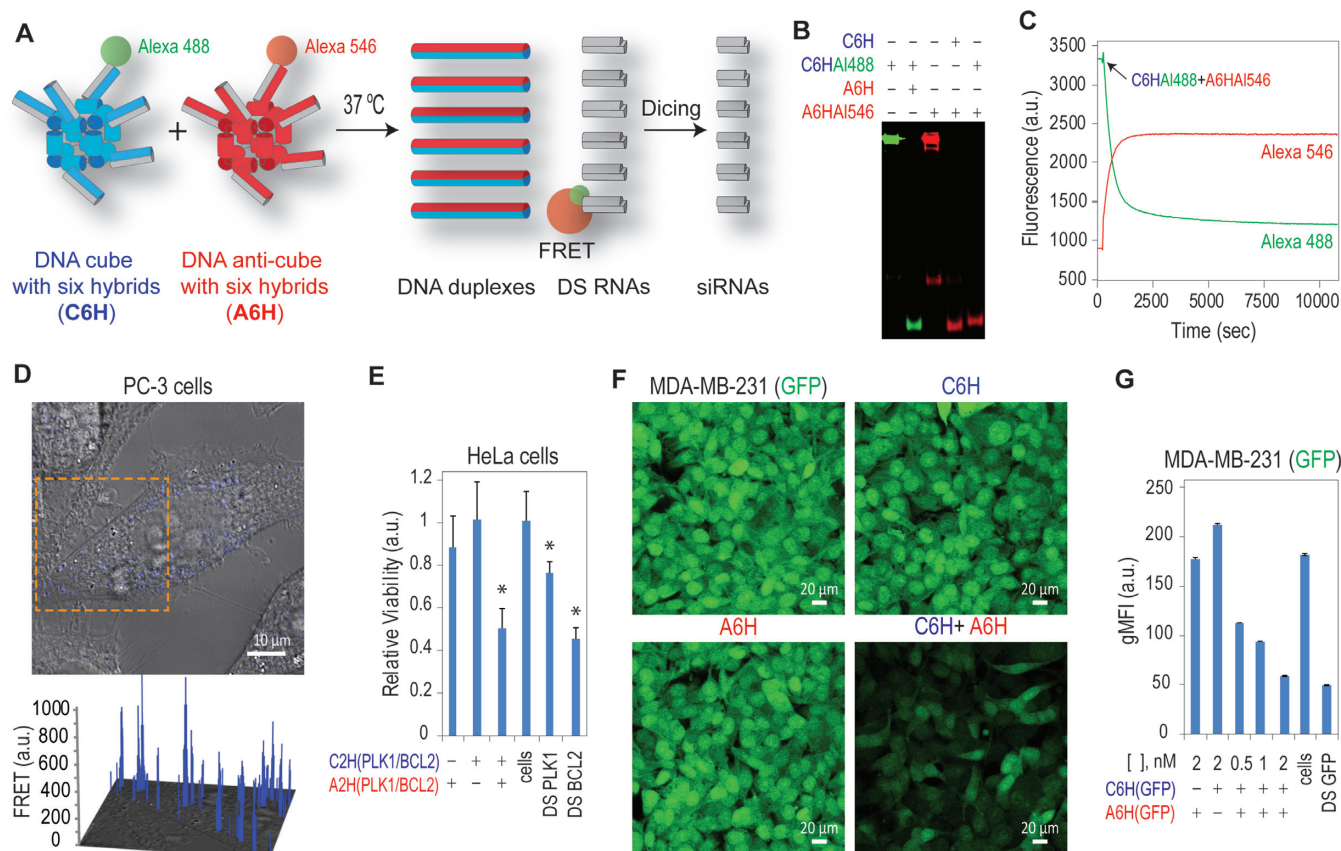 A
Alexa 488
Alexa 546
+
37 ºC
Dicing
FRET
DNA cube
with six hybrids
(C6H)
DNA anti-cube
with six hybrids
(A6H)
DNA duplexes
DS RNAs
siRNAs
B
C6H – – – + –
C6HAl488 + + – – +
A6H – + – – –
A6HAl546 – – + + +
C
Fluorescence (a.u.)
3500
3000
2500
2000
1500
1000
500
C6HAl488+A6HAl546
Alexa 546
Alexa 488
0 2500 5000 7500 10000
Time (sec)
D
PC-3 cells
10 µm
FRET (a.u.)
1000
800
600
400
200
0
E
HeLa cells
Relative Viability (a.u.)
1.2
1
0.8
0.6
0.4
0.2
0
*
*
*
C2H(PLK1/BCL2) – + +
A2H(PLK1/BCL2) + – +
cells
DS PLK1
DS BCL2
F
MDA-MB-231 (GFP)
C6H
20 µm
20 µm
A6H
C6H+ A6H
20 µm
20 µm
G
MDA-MB-231 (GFP)
gMFI (a.u.)
250
200
150
100
50
0
[ ], nM 2 2 0.5 1 2
C6H(GFP) – + + + +
A6H(GFP) + – + + +
cells
DS GFP